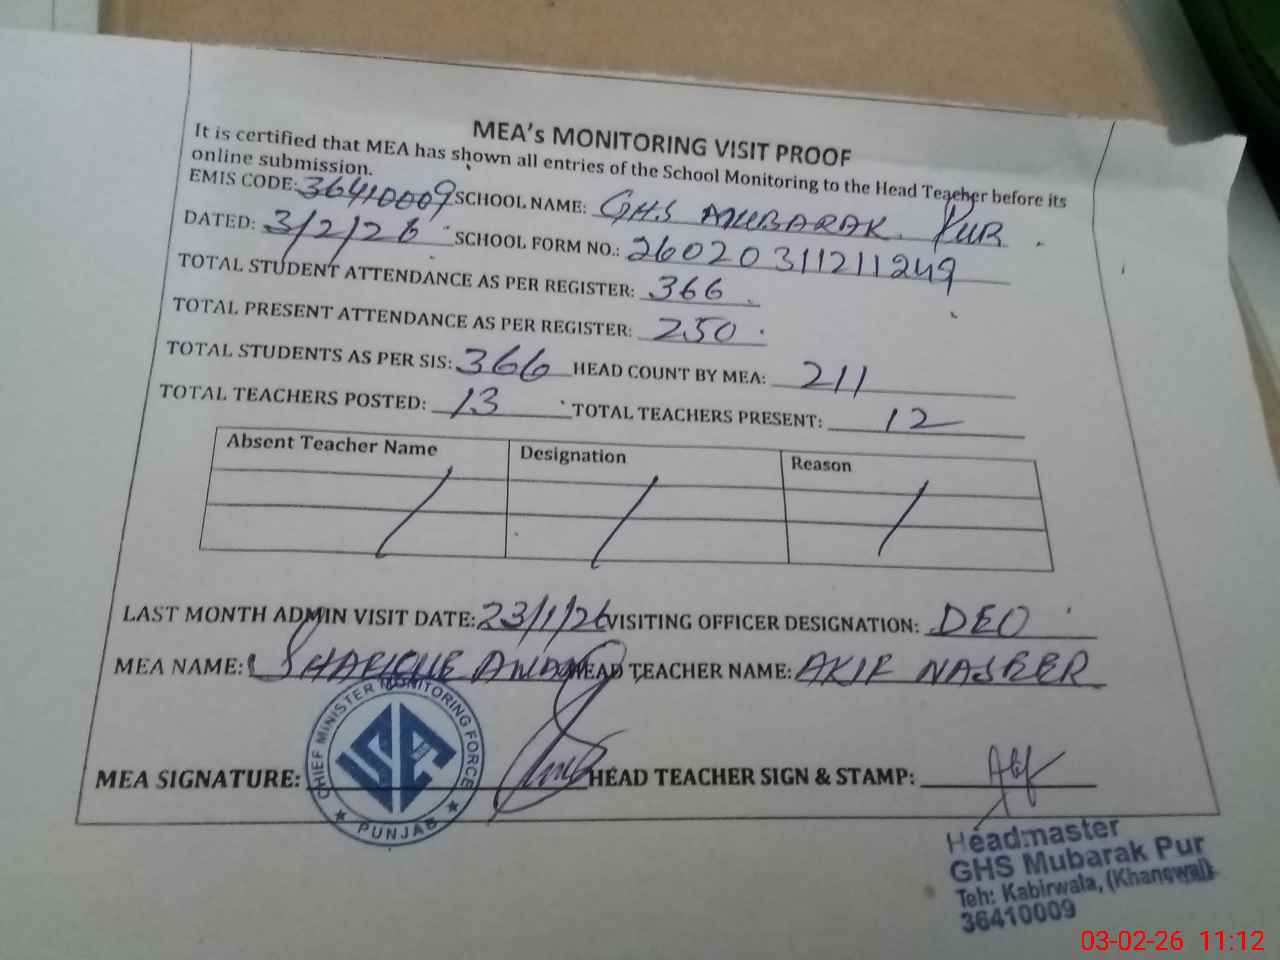 MEA's MONITORING VISIT PROOF
It is certified that MEA has shown all entries of the School Monitoring to the Head Teacher before its
online submission.
EMIS CODE: 36410009 SCHOOL NAME: GHS MUBARAK PUR
DATED: 3/2/26 SCHOOL FORM NO.: 26020311211249
TOTAL STUDENT ATTENDANCE AS PER REGISTER: 366
TOTAL PRESENT ATTENDANCE AS PER REGISTER: 250
TOTAL STUDENTS AS PER SIS: 366 HEAD COUNT BY MEA: 211
TOTAL TEACHERS POSTED: 13 TOTAL TEACHERS PRESENT: 12
Absent Teacher Name Designation Reason
/ / /
LAST MONTH ADMIN VISIT DATE: 23/1/26 VISITING OFFICER DESIGNATION: DEO
MEA NAME: HEAD TEACHER NAME: AKIF NASEER
CHIEF MINISTER MONITORING FORCE
PUNJAB
MEA SIGNATURE: HEAD TEACHER SIGN & STAMP:
Headmaster
GHS Mubarak Pur
Teh: Kabirwala, (Khanewal)
36410009
03-02-26 11:12